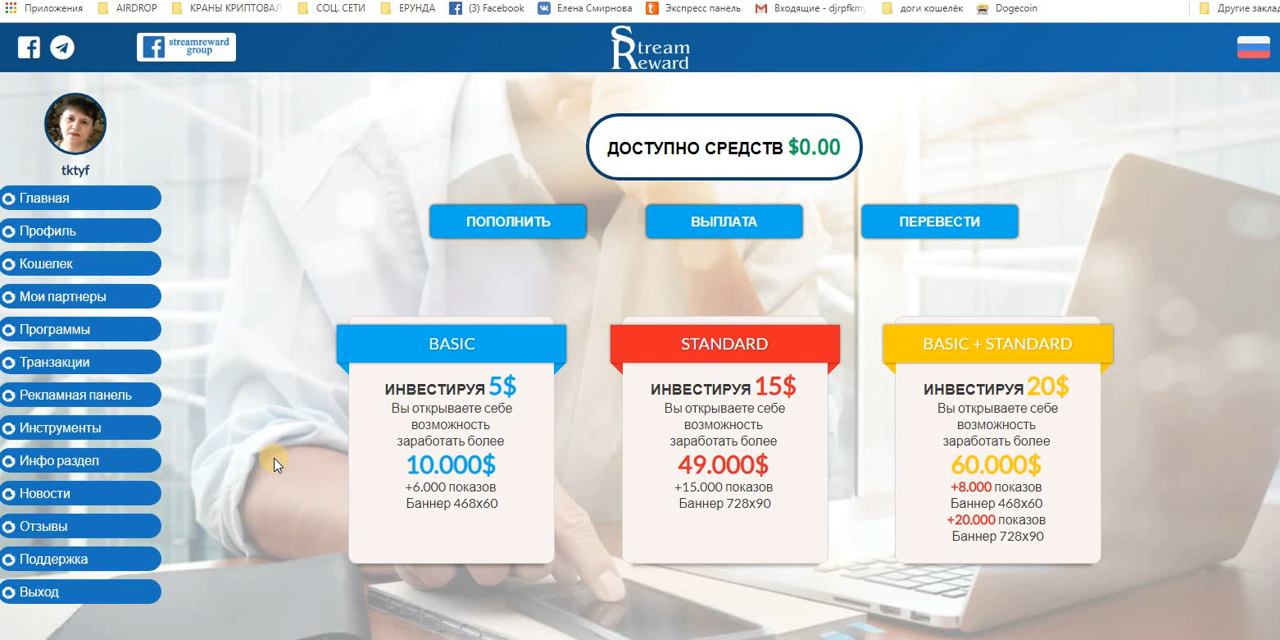 Приложения
AIRDROP
КРАНЫ КРИПТОВАЛ
СОЦ. СЕТИ
ЕРУНДА
(3) Facebook
Елена Смирнова
Экспресс панель
Входящие - djrpfkm
доги кошелёк
Dogecoin
Другие заклад
streamreward
group
Stream
Reward
tktyf
Главная
Профиль
Кошелек
Мои партнеры
Программы
Транзакции
Рекламная панель
Инструменты
Инфо раздел
Новости
Отзывы
Поддержка
Выход
ДОСТУПНО СРЕДСТВ $0.00
ПОПОЛНИТЬ
ВЫПЛАТА
ПЕРЕВЕСТИ
BASIC
ИНВЕСТИРУЯ 5$
Вы открываете себе
возможность
заработать более
10.000$
+6.000 показов
Баннер 468x60
STANDARD
ИНВЕСТИРУЯ 15$
Вы открываете себе
возможность
заработать более
49.000$
+15.000 показов
Баннер 728x90
BASIC + STANDARD
ИНВЕСТИРУЯ 20$
Вы открываете себе
возможность
заработать более
60.000$
+8.000 показов
Баннер 468x60
+20.000 показов
Баннер 728x90